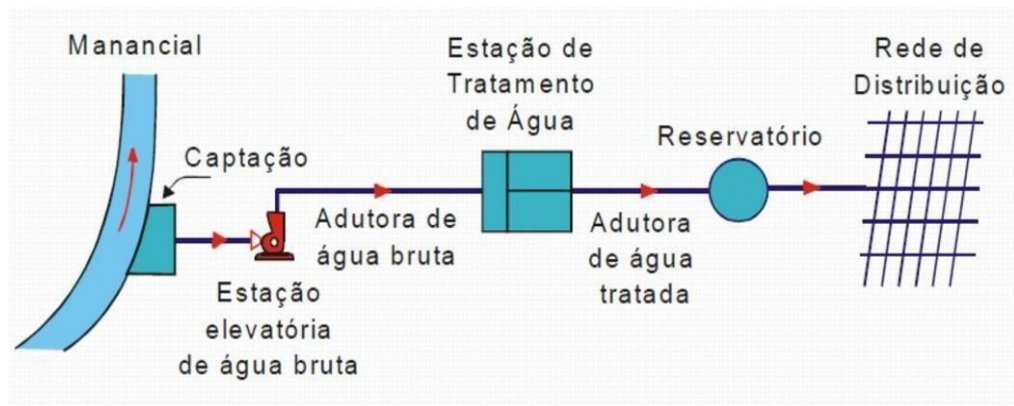 Manancial
Captação
Estação
elevatória
de água bruta
Adutora de
água bruta
Estação de
Tratamento
de Água
Adutora
de água
tratada
Reservatório
Rede de
Distribuição